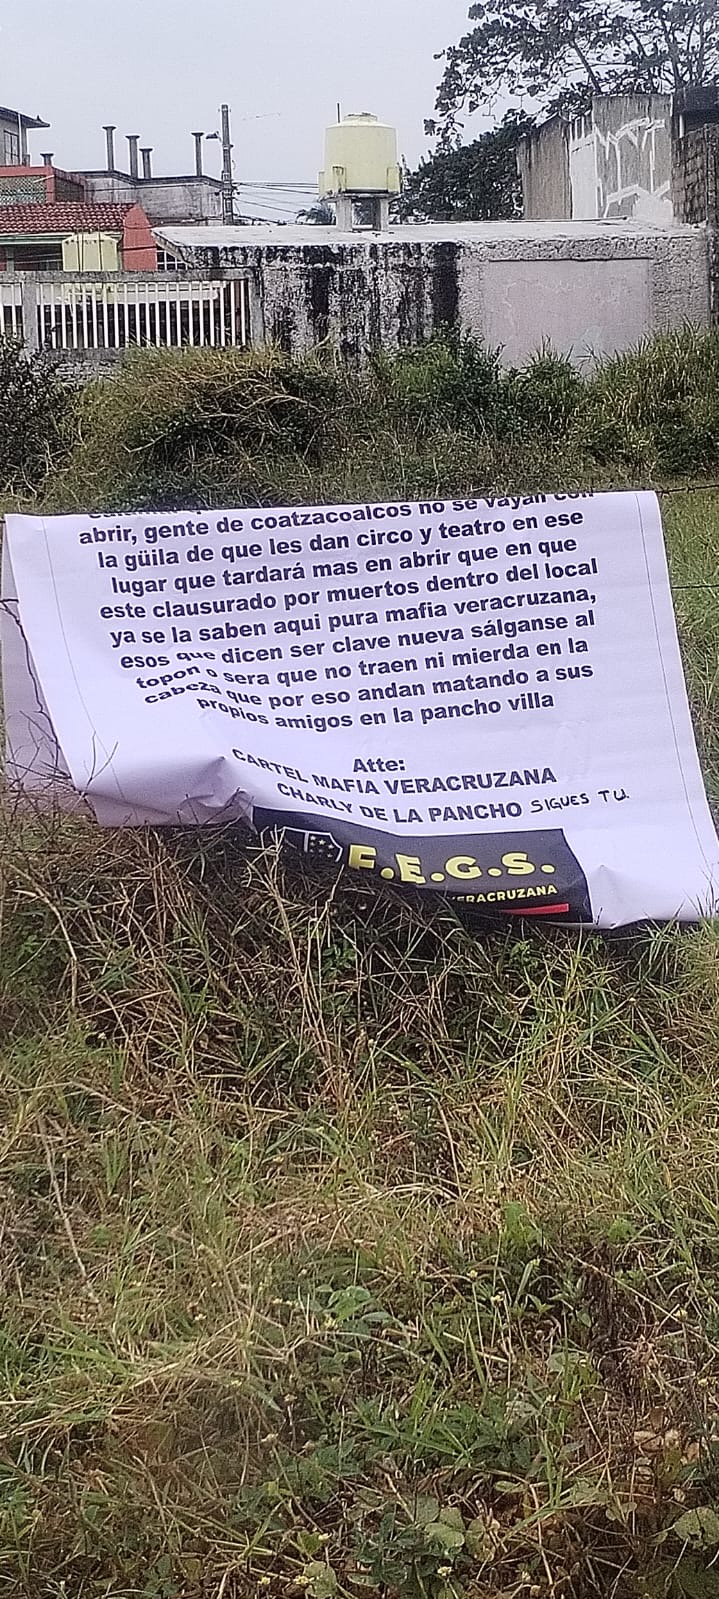 abrir, gente de coatzacoalcos no se vayan con
la güila de que les dan circo y teatro en ese
lugar que tardará mas en abrir que en que
este clausurado por muertos dentro del local
ya se la saben aqui pura mafia veracruzana,
esos que dicen ser clave nueva sálganse al
topon o sera que no traen ni mierda en la
cabeza que por eso andan matando a sus
propios amigos en la pancho villa
Atte:
CARTEL MAFIA VERACRUZANA
CHARLY DE LA PANCHO SIGUES TU.
F.E.G.S.